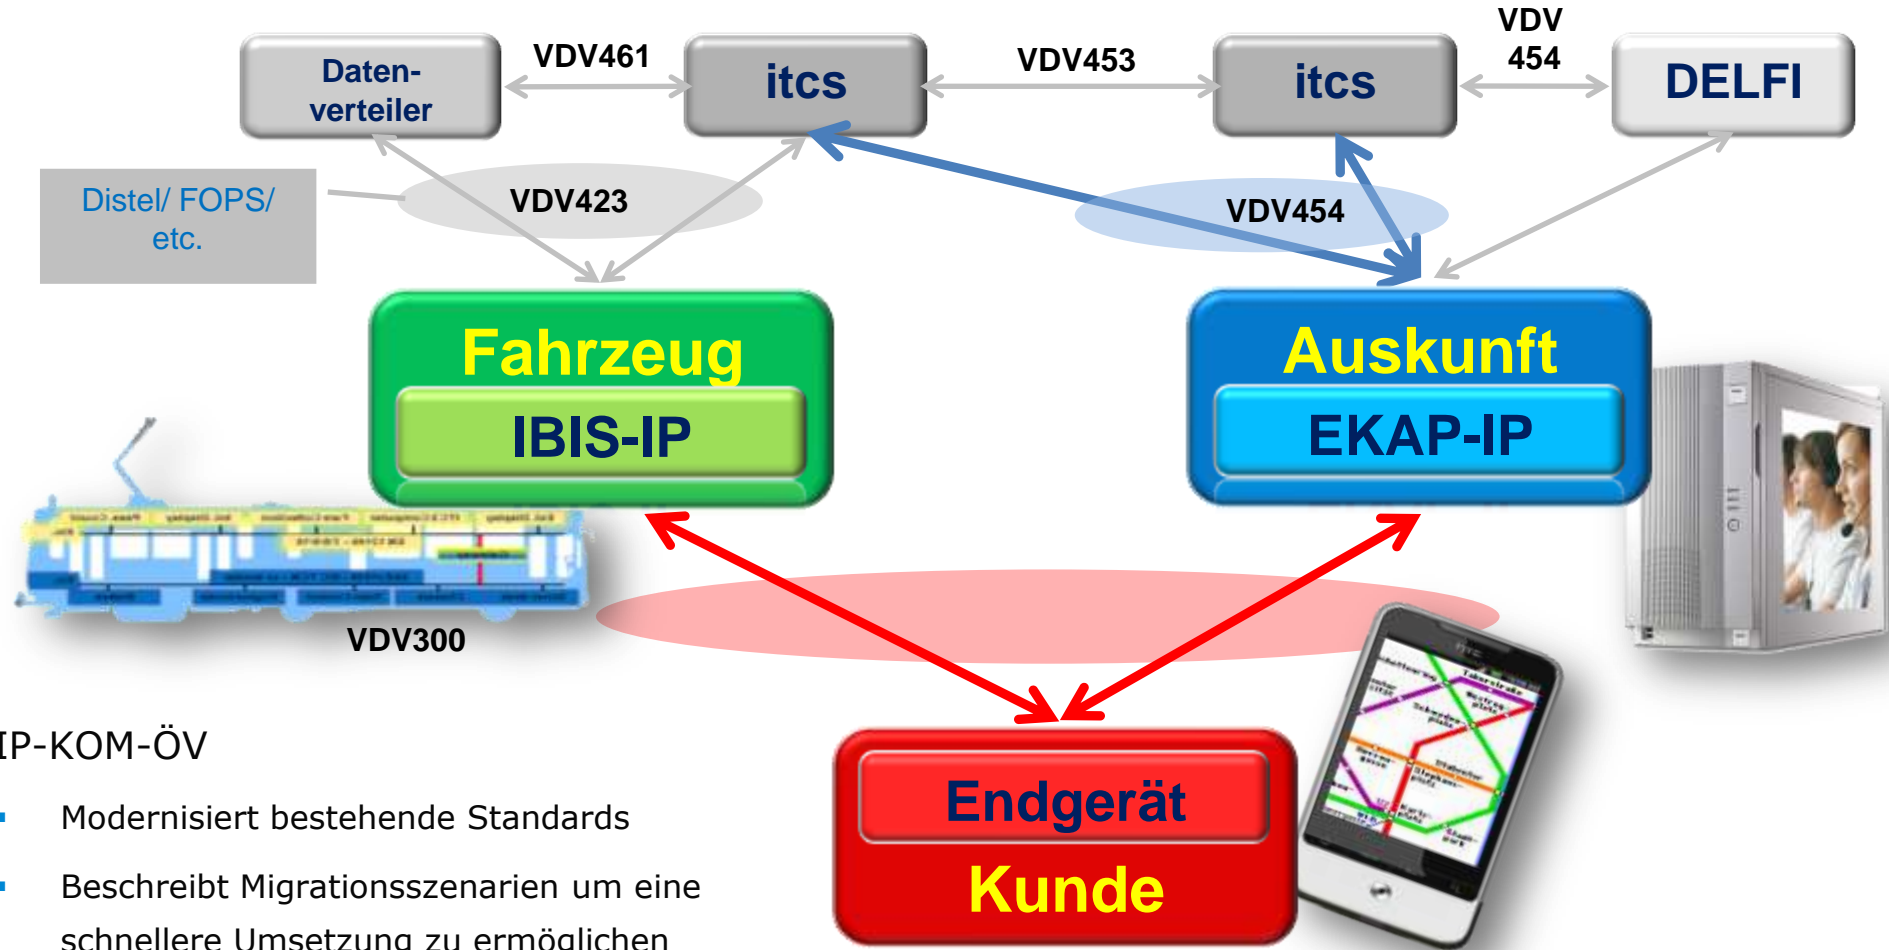 Daten-
verteiler
VDV461
itcs
VDV453
itcs
VDV
454
DELFI
Distel/ FOPS/
etc.
VDV423
VDV454
Fahrzeug
IBIS-IP
Auskunft
EKAP-IP
VDV300
IP-KOM-ÖV
Modernisiert bestehende Standards
Beschreibt Migrationsszenarien um eine
schnellere Umsetzung zu ermöglichen
Endgerät
Kunde